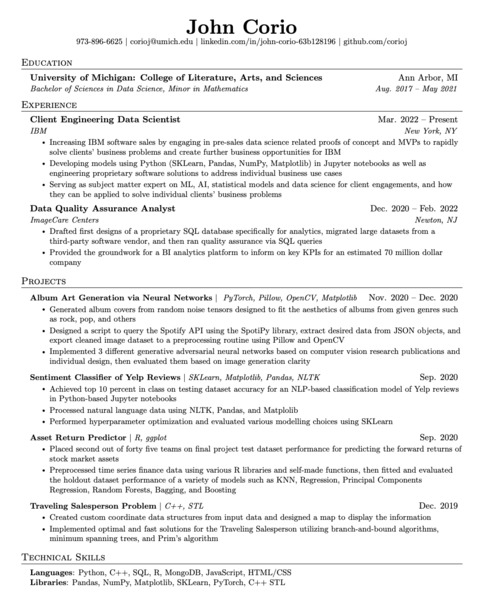 John Corio
973-896-6625 | corioj@umich.edu | linkedin.com/in/john-corio-63b128196 | github.com/corioj
Education
University of Michigan: College of Literature, Arts, and Sciences Ann Arbor, MI
Bachelor of Sciences in Data Science, Minor in Mathematics Aug. 2017 – May 2021
Experience
Client Engineering Data Scientist Mar. 2022 – Present
IBM New York, NY
• Increasing IBM software sales by engaging in pre-sales data science related proofs of concept and MVPs to rapidly
solve clients' business problems and create further business opportunities for IBM
• Developing models using Python (SKLearn, Pandas, NumPy, Matplotlib) in Jupyter notebooks as well as
engineering proprietary software solutions to address individual business use cases
• Serving as subject matter expert on ML, AI, statistical models and data science for client engagements, and how
they can be applied to solve individual clients' business problems
Data Quality Assurance Analyst Dec. 2020 – Feb. 2022
ImageCare Centers Newton, NJ
• Drafted first designs of a proprietary SQL database specifically for analytics, migrated large datasets from a
third-party software vendor, and then ran quality assurance via SQL queries
• Provided the groundwork for a BI analytics platform to inform on key KPIs for an estimated 70 million dollar
company
Projects
Album Art Generation via Neural Networks | PyTorch, Pillow, OpenCV, Matplotlib Nov. 2020 – Dec. 2020
• Generated album covers from random noise tensors designed to fit the aesthetics of albums from given genres such
as rock, pop, and others
• Designed a script to query the Spotify API using the SpotiPy library, extract desired data from JSON objects, and
export cleaned image dataset to a preprocessing routine using Pillow and OpenCV
• Implemented 3 different generative adversarial neural networks based on computer vision research publications and
individual design, then evaluated them based on image generation clarity
Sentiment Classifier of Yelp Reviews | SKLearn, Matplotlib, Pandas, NLTK Sep. 2020
• Achieved top 10 percent in class on testing dataset accuracy for an NLP-based classification model of Yelp reviews
in Python-based Jupyter notebooks
• Processed natural language data using NLTK, Pandas, and Matplolib
• Performed hyperparameter optimization and evaluated various modelling choices using SKLearn
Asset Return Predictor | R, ggplot Sep. 2020
• Placed second out of forty five teams on final project test dataset performance for predicting the forward returns of
stock market assets
• Preprocessed time series finance data using various R libraries and self-made functions, then fitted and evaluated
the holdout dataset performance of a variety of models such as KNN, Regression, Principal Components
Regression, Random Forests, Bagging, and Boosting
Traveling Salesperson Problem | C++, STL Dec. 2019
• Created custom coordinate data structures from input data and designed a map to display the information
• Implemented optimal and fast solutions for the Traveling Salesperson utilizing branch-and-bound algorithms,
minimum spanning trees, and Prim's algorithm
Technical Skills
Languages: Python, C++, SQL, R, MongoDB, JavaScript, HTML/CSS
Libraries: Pandas, NumPy, Matplotlib, SKLearn, PyTorch, C++ STL